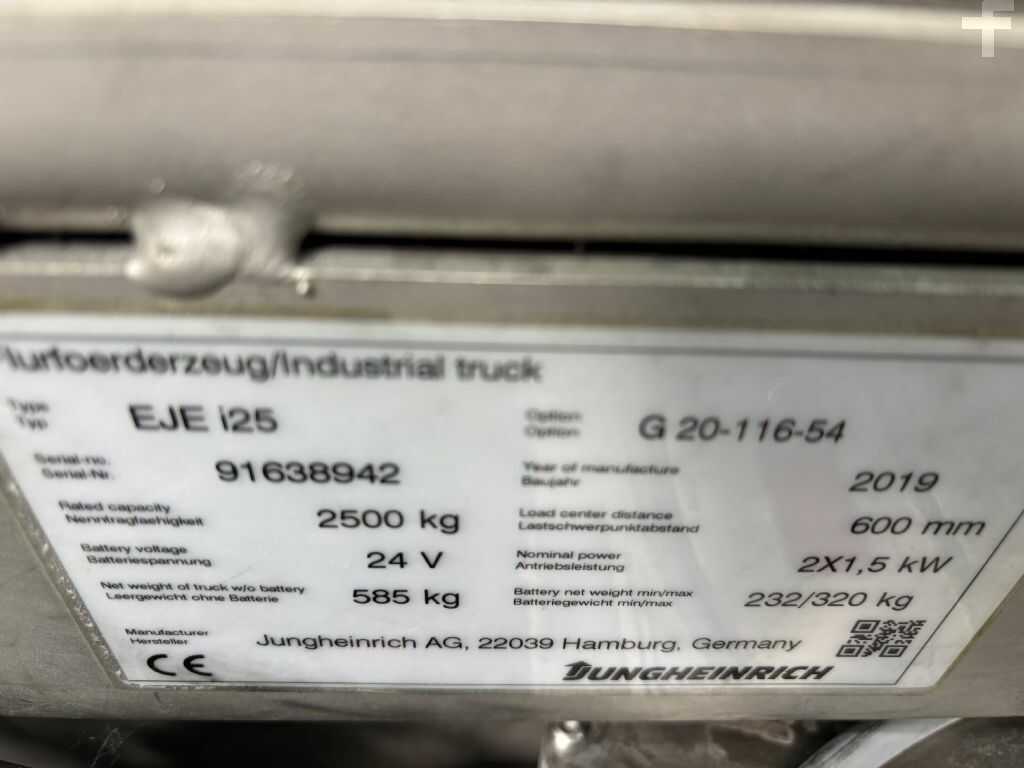 Flurfoerderzeug/Industrial truck
Type
Typ
EJE i25
Option
Option
G 20-116-54
Serial-no.
Serial-Nr.
91638942
Year of manufacture
Baujahr
2019
Rated capacity
Nenntragfaehigkeit
2500 kg
Load center distance
Lastschwerpunktabstand
600 mm
Battery voltage
Batteriespannung
24 V
Nominal power
Antriebsleistung
2X1,5 kW
Net weight of truck w/o battery
Leergewicht ohne Batterie
585 kg
Battery net weight min/max
Batteriegewicht min/max
232/320 kg
Manufacturer
Hersteller
Jungheinrich AG, 22039 Hamburg, Germany
CE
JUNGHEINRICH